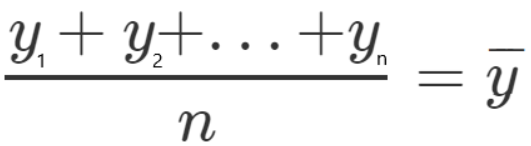 y₁ + y₂+...+yₙ
n
= y̅